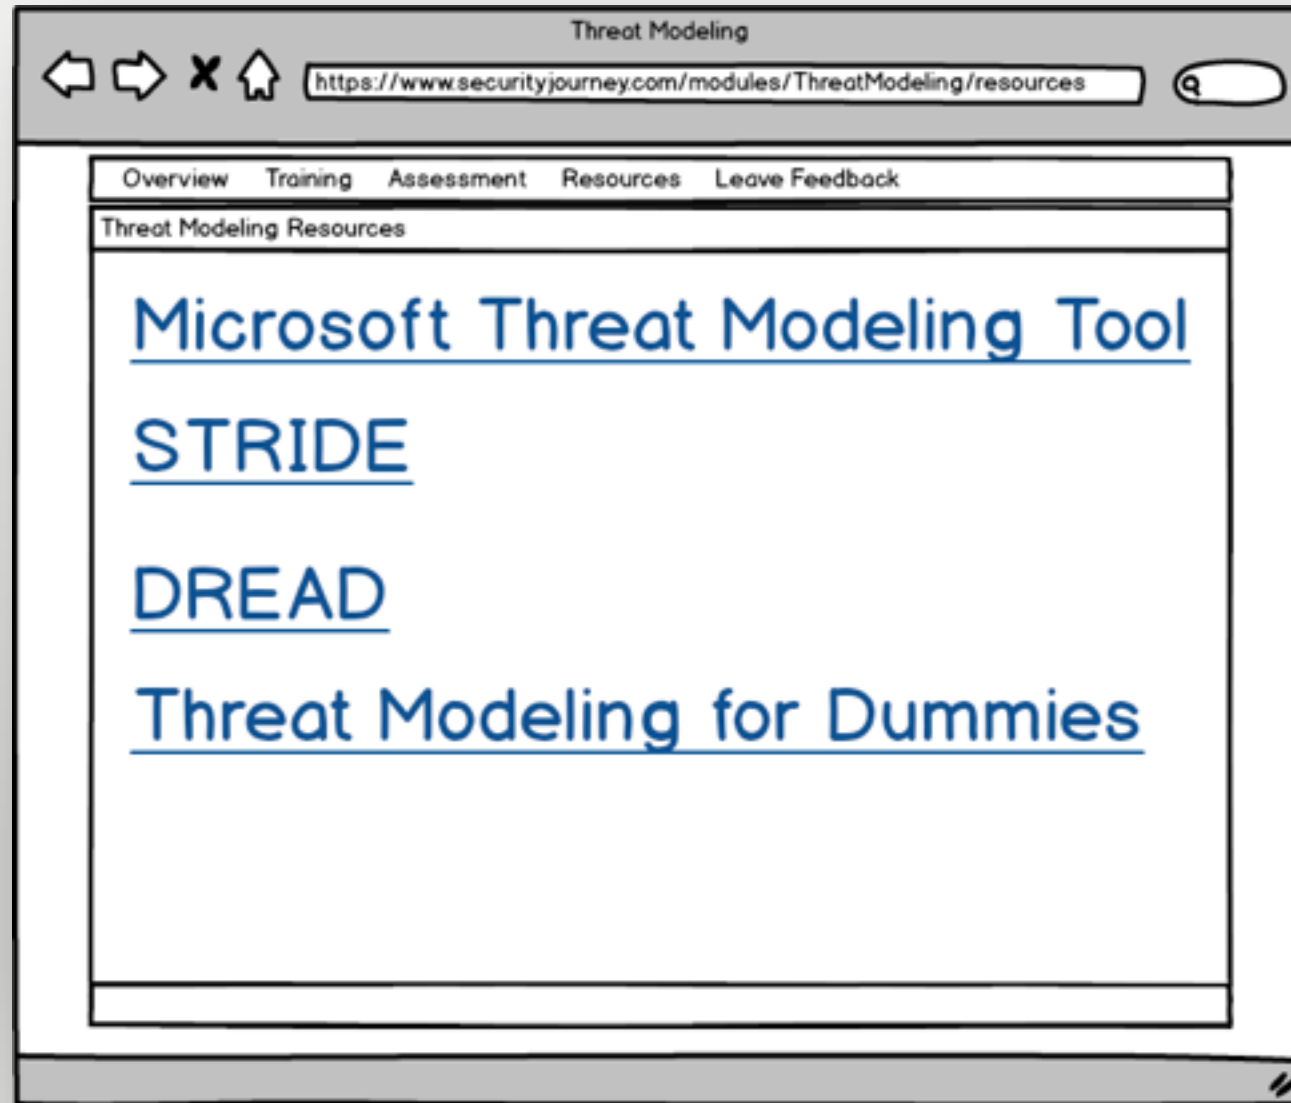 Threat Modeling
https://www.securityjourney.com/modules/ThreatModeling/resources
Overview Training Assessment Resources Leave Feedback
Threat Modeling Resources
Microsoft Threat Modeling Tool
STRIDE
DREAD
Threat Modeling for Dummies